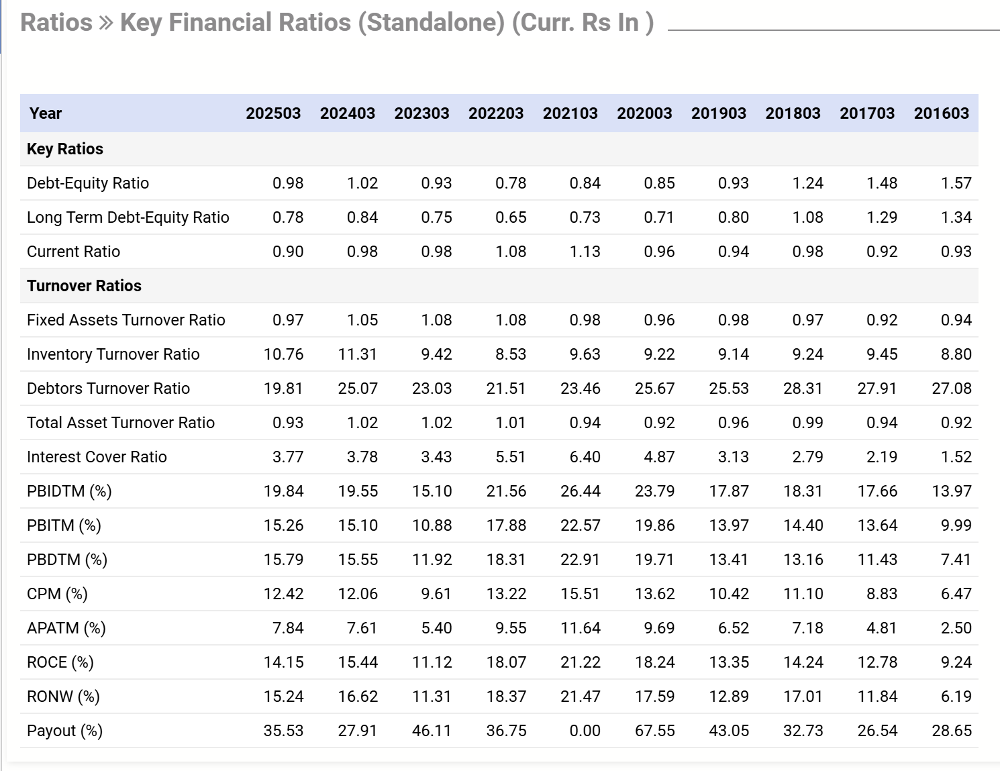 Ratios » Key Financial Ratios (Standalone) (Curr. Rs In )
Year 202503 202403 202303 202203 202103 202003 201903 201803 201703 201603
Key Ratios
Debt-Equity Ratio 0.98 1.02 0.93 0.78 0.84 0.85 0.93 1.24 1.48 1.57
Long Term Debt-Equity Ratio 0.78 0.84 0.75 0.65 0.73 0.71 0.80 1.08 1.29 1.34
Current Ratio 0.90 0.98 0.98 1.08 1.13 0.96 0.94 0.98 0.92 0.93
Turnover Ratios
Fixed Assets Turnover Ratio 0.97 1.05 1.08 1.08 0.98 0.96 0.98 0.97 0.92 0.94
Inventory Turnover Ratio 10.76 11.31 9.42 8.53 9.63 9.22 9.14 9.24 9.45 8.80
Debtors Turnover Ratio 19.81 25.07 23.03 21.51 23.46 25.67 25.53 28.31 27.91 27.08
Total Asset Turnover Ratio 0.93 1.02 1.02 1.01 0.94 0.92 0.96 0.99 0.94 0.92
Interest Cover Ratio 3.77 3.78 3.43 5.51 6.40 4.87 3.13 2.79 2.19 1.52
PBIDTM (%) 19.84 19.55 15.10 21.56 26.44 23.79 17.87 18.31 17.66 13.97
PBITM (%) 15.26 15.10 10.88 17.88 22.57 19.86 13.97 14.40 13.64 9.99
PBDTM (%) 15.79 15.55 11.92 18.31 22.91 19.71 13.41 13.16 11.43 7.41
CPM (%) 12.42 12.06 9.61 13.22 15.51 13.62 10.42 11.10 8.83 6.47
APATM (%) 7.84 7.61 5.40 9.55 11.64 9.69 6.52 7.18 4.81 2.50
ROCE (%) 14.15 15.44 11.12 18.07 21.22 18.24 13.35 14.24 12.78 9.24
RONW (%) 15.24 16.62 11.31 18.37 21.47 17.59 12.89 17.01 11.84 6.19
Payout (%) 35.53 27.91 46.11 36.75 0.00 67.55 43.05 32.73 26.54 28.65